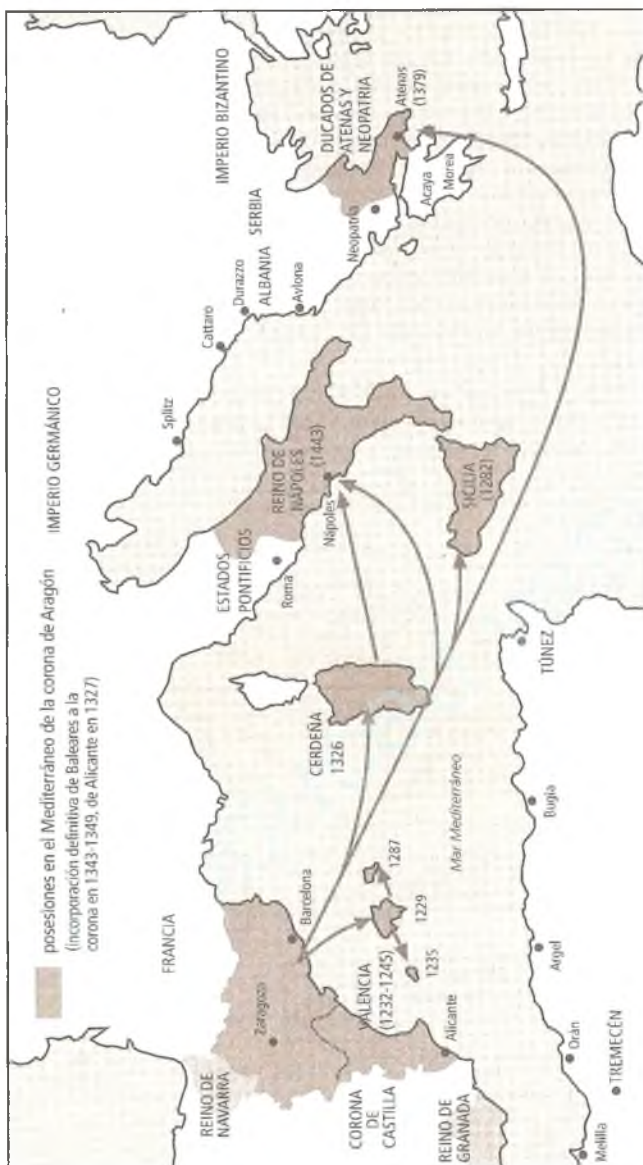 posesiones en el Mediterráneo de la corona de Aragón
(incorporación definitiva de Baleares a la
corona en 1343-1349, de Alicante en 1327)
IMPERIO GERMÁNICO
FRANCIA
REINO DE
NAVARRA
Zaragoza
Barcelona
CORONA
DE
CASTILLA
VALENCIA
(1232-1245)
Alicante
REINO DE
GRANADA
1287
1229
1235
CERDEÑA
1326
ESTADOS
PONTIFICIOS
Roma
REINO DE
NÁPOLES
(1443)
Nápoles
SICILIA
(1282)
Splitz
Cattaro
Durazzo
ALBANIA
Avlona
SERBIA
IMPERIO BIZANTINO
DUCADOS DE
ATENAS Y
NEOPATRIA
Neopatria
Atenas
(1379)
Acaya
Morea
Mar Mediterráneo
Melilla
Orán
TREMECÉN
Argel
Bugía
TÚNEZ